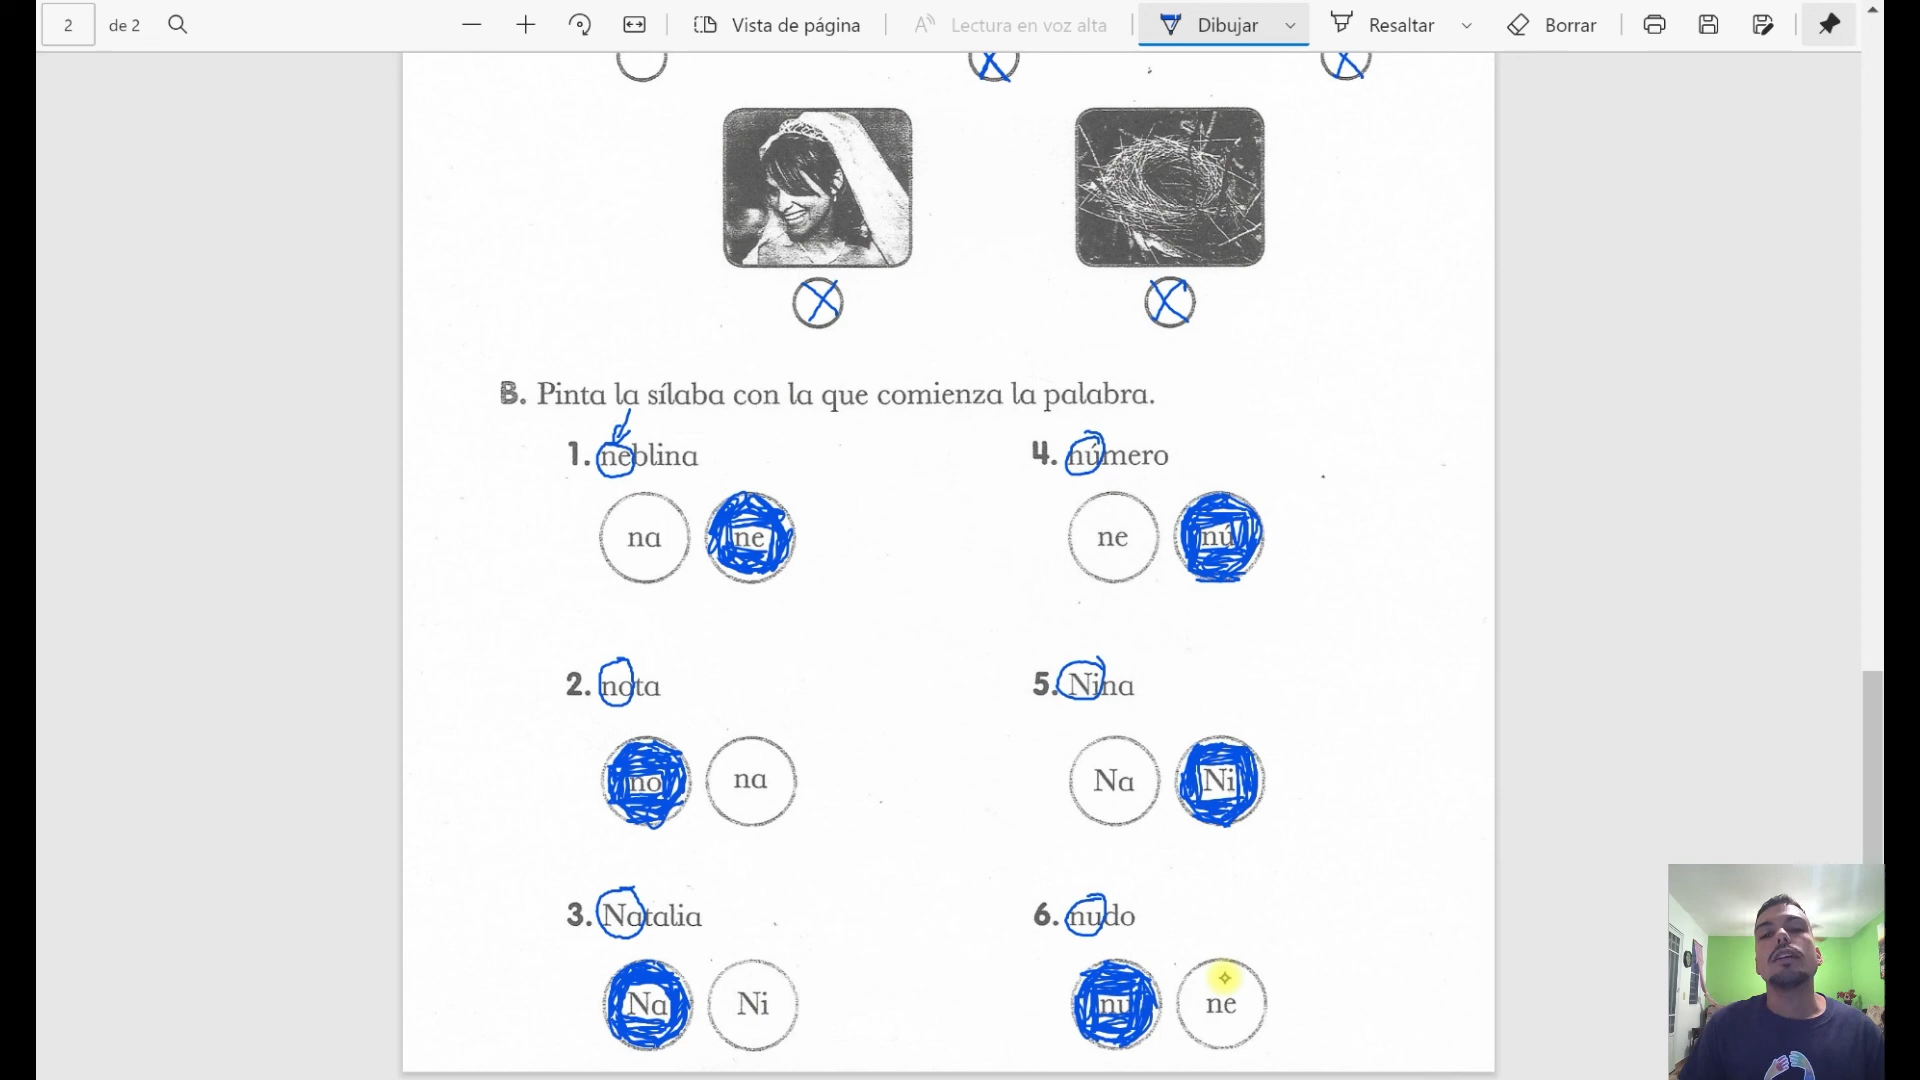 2 de 2 Vista de página Lectura en voz alta Dibujar Resaltar Borrar
B. Pinta la sílaba con la que comienza la palabra.
1. neblina
na ne
2. nota
no na
3. Natalia
Na Ni
4. número
ne nú
5. Nina
Na Ni
6. nudo
nu ne